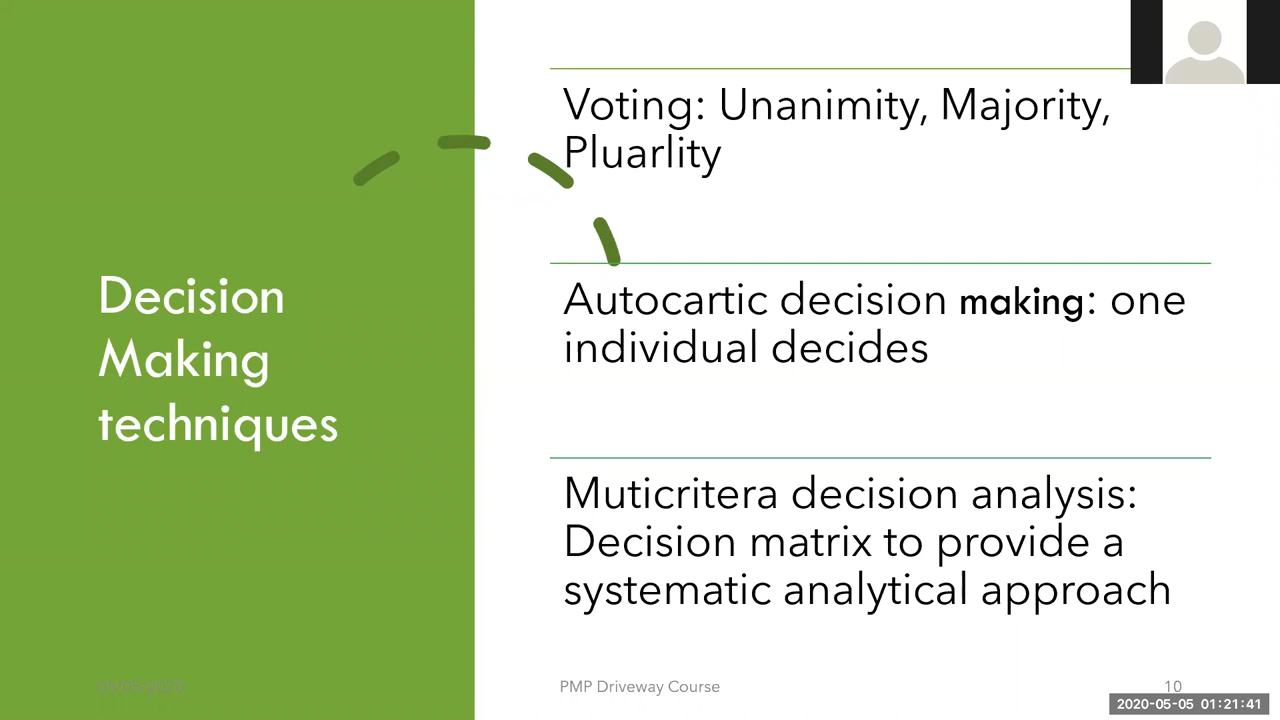 Decision
Making
techniques
Voting: Unanimity, Majority,
Pluarlity
Autocartic decision making: one
individual decides
Muticritera decision analysis:
Decision matrix to provide a
systematic analytical approach
PMP Driveway Course
10
2020-05-05 01:21:41